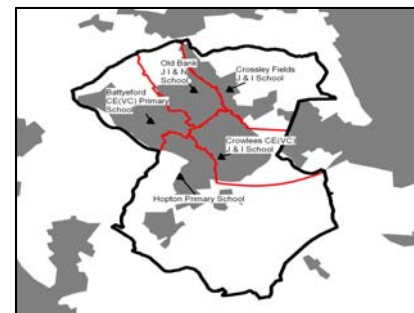 Old Bank
J I & N
School
Crossley Fields
J & I School
Battyeford
CE(VC) Primary
School
Crowlees CE(VC)
J & I School
Hopton Primary School